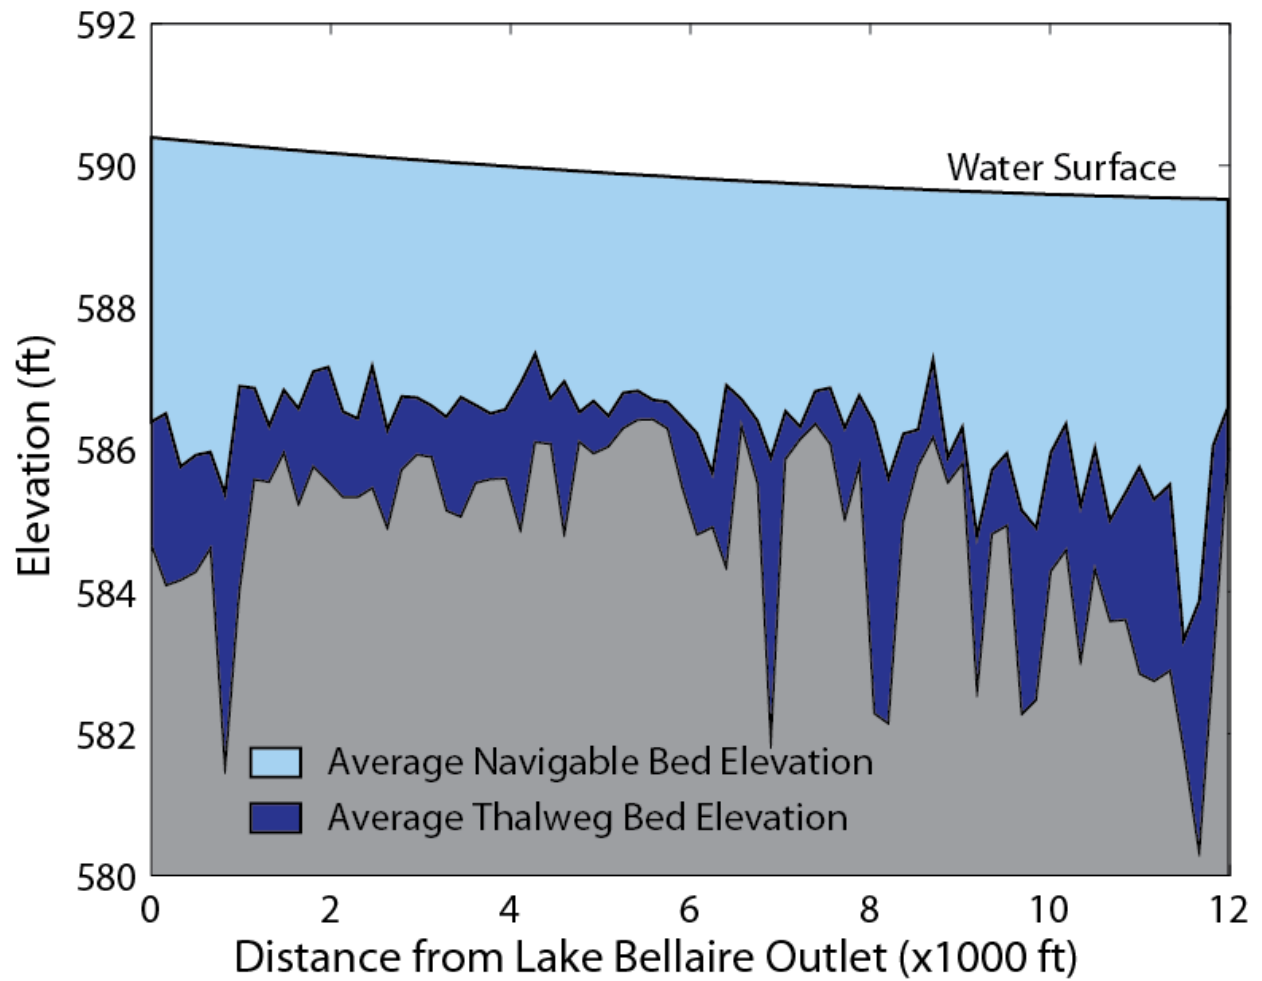 592
590
588
586
584
582
580
Elevation (ft)
Water Surface
Average Navigable Bed Elevation
Average Thalweg Bed Elevation
0 2 4 6 8 10 12
Distance from Lake Bellaire Outlet (x1000 ft)